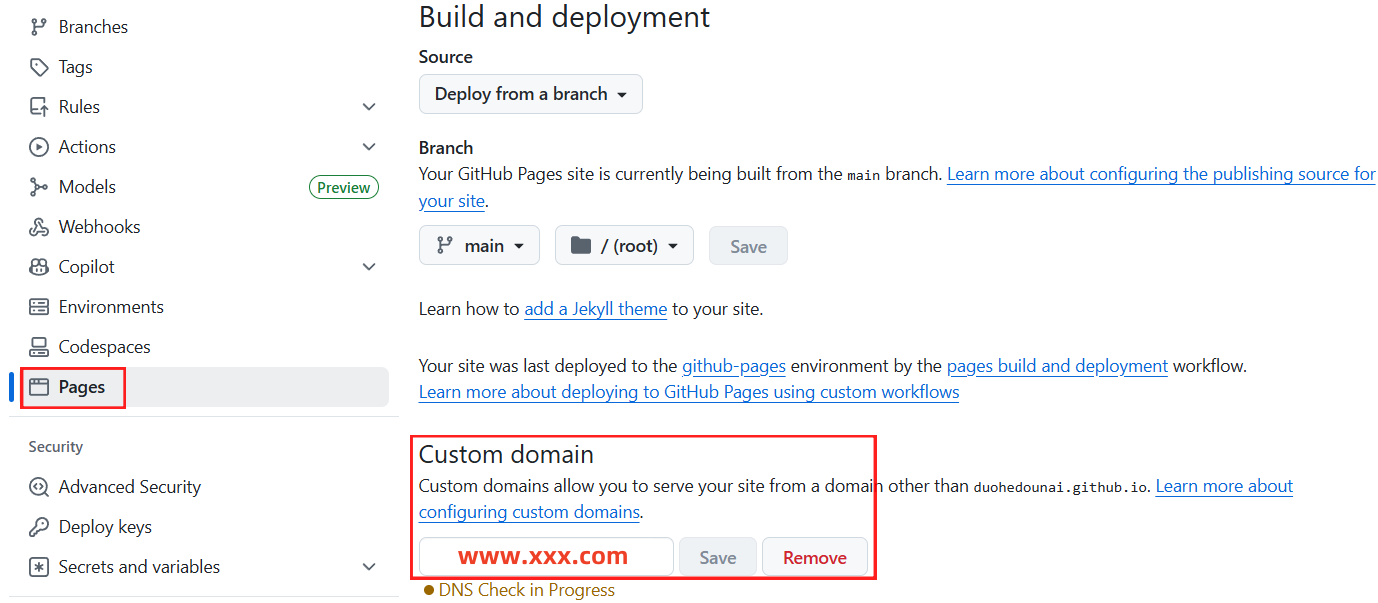 Branches
Tags
Rules
Actions
Models Preview
Webhooks
Copilot
Environments
Codespaces
Pages
Security
Advanced Security
Deploy keys
Secrets and variables
Build and deployment
Source
Deploy from a branch
Branch
Your GitHub Pages site is currently being built from the main branch. Learn more about configuring the publishing source for
your site.
main / (root) Save
Learn how to add a Jekyll theme to your site.
Your site was last deployed to the github-pages environment by the pages build and deployment workflow.
Learn more about deploying to GitHub Pages using custom workflows
Custom domain
Custom domains allow you to serve your site from a domain other than duohedounai.github.io. Learn more about
configuring custom domains.
www.xxx.com Save Remove
DNS Check in Progress